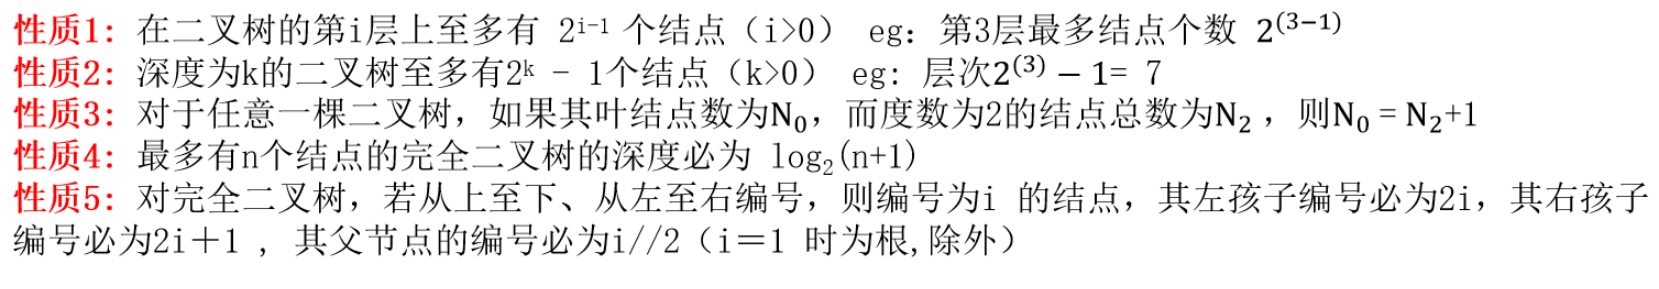 性质1: 在二叉树的第i层上至多有 2^{i-1} 个结点（i>0） eg: 第3层最多结点个数 2^{(3−1)}
性质2: 深度为k的二叉树至多有2^k - 1个结点（k>0） eg: 层次2^{(3)} − 1= 7
性质3: 对于任意一棵二叉树，如果其叶结点数为N₀，而度数为2的结点总数为N₂ ，则N₀ = N₂+1
性质4: 最多有n个结点的完全二叉树的深度必为 log₂(n+1)
性质5: 对完全二叉树，若从上至下、从左至右编号，则编号为i 的结点，其左孩子编号必为2i，其右孩子
编号必为2i＋1 , 其父节点的编号必为i//2（i＝1 时为根,除外）